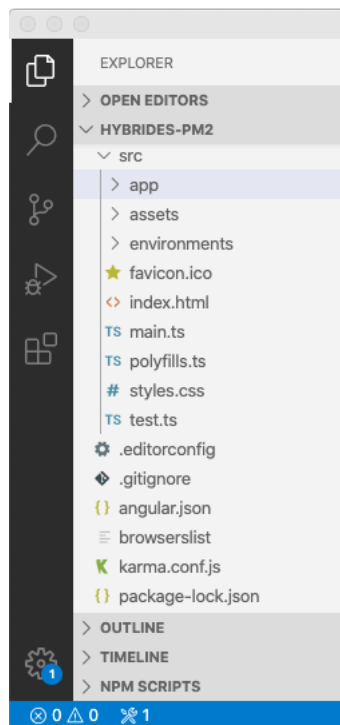 EXPLORER
OPEN EDITORS
HYBRIDES-PM2
src
app
assets
environments
favicon.ico
<> index.html
TS main.ts
TS polyfills.ts
# styles.css
TS test.ts
.editorconfig
.gitignore
{} angular.json
browserslist
K karma.conf.js
{} package-lock.json
OUTLINE
TIMELINE
1
NPM SCRIPTS
0 0 1